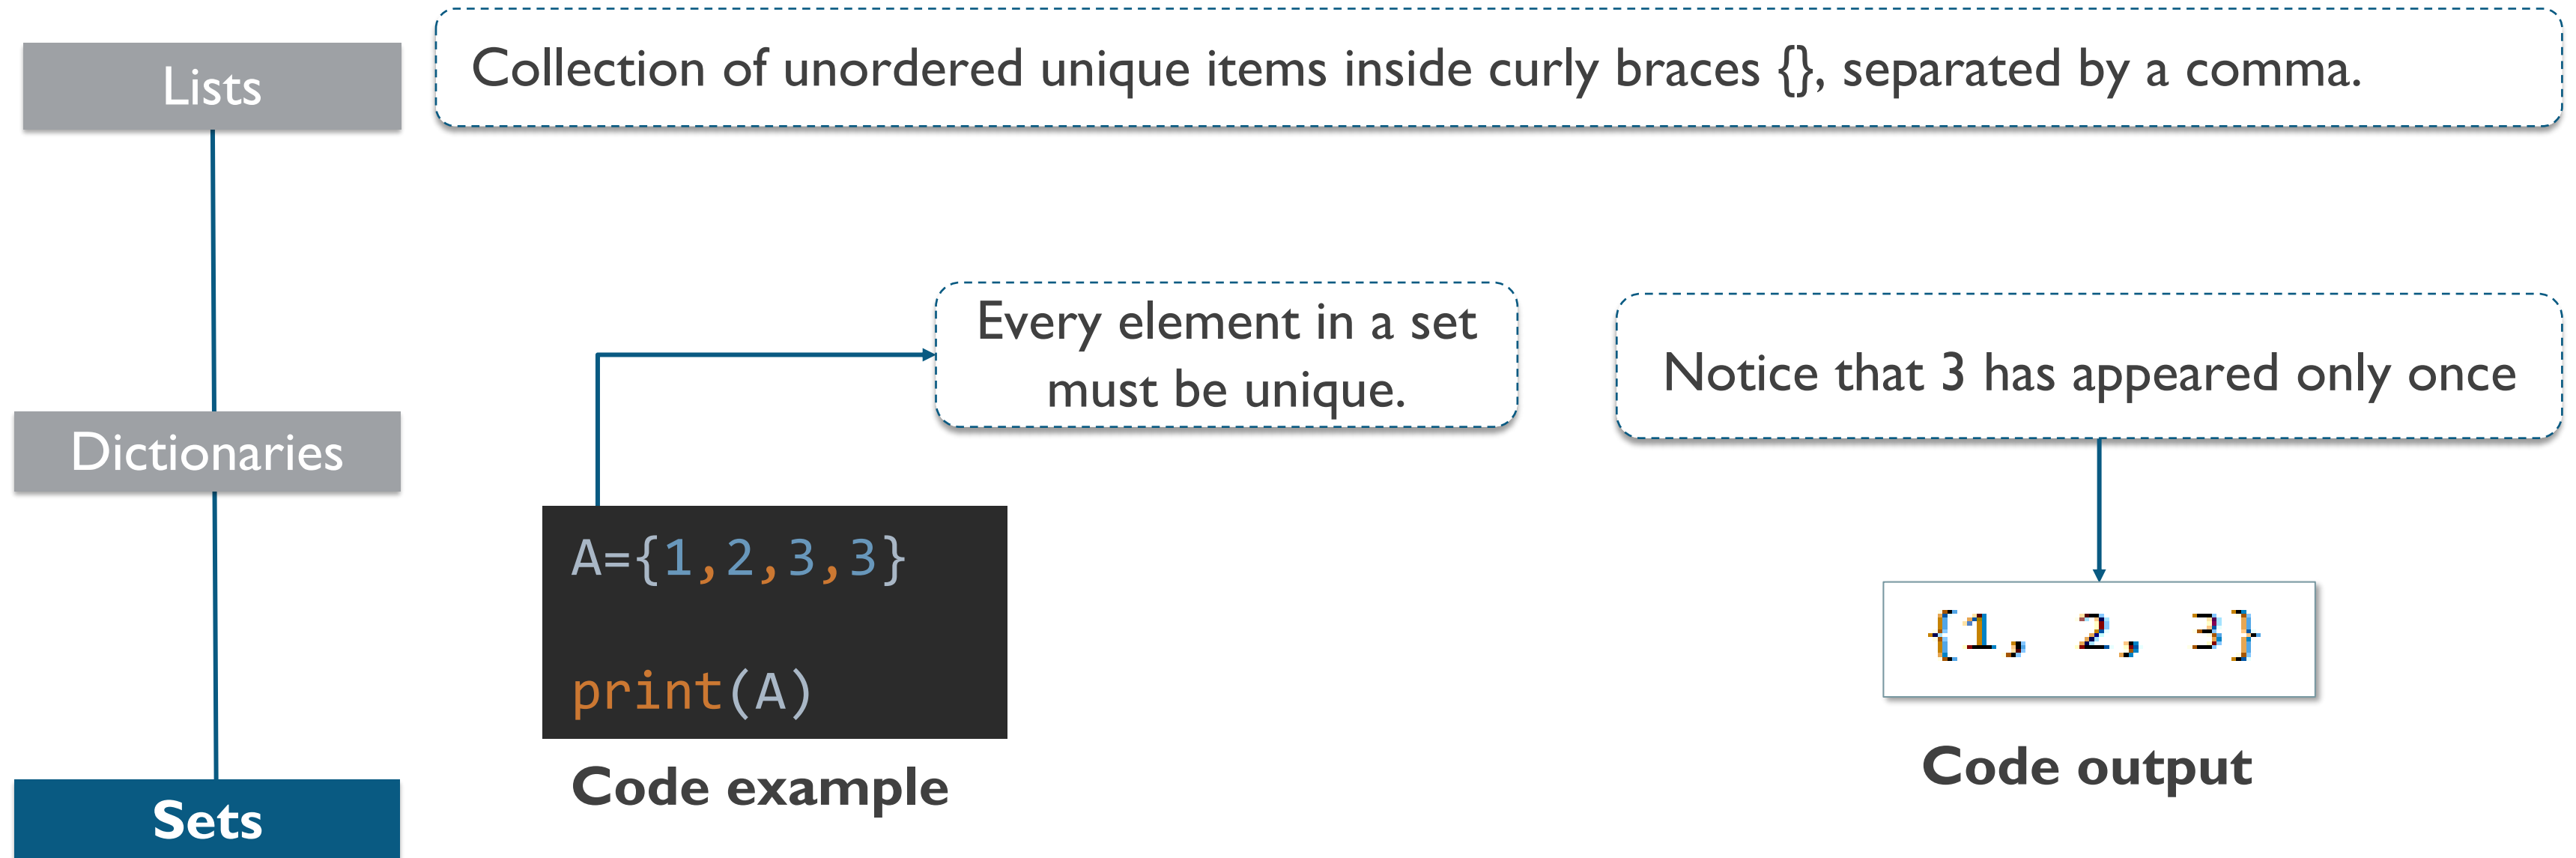 Lists
Collection of unordered unique items inside curly braces {}, separated by a comma.
Every element in a set
must be unique.
Notice that 3 has appeared only once
Dictionaries
A={1,2,3,3}
print(A)
{1, 2, 3}
Code example
Code output
Sets